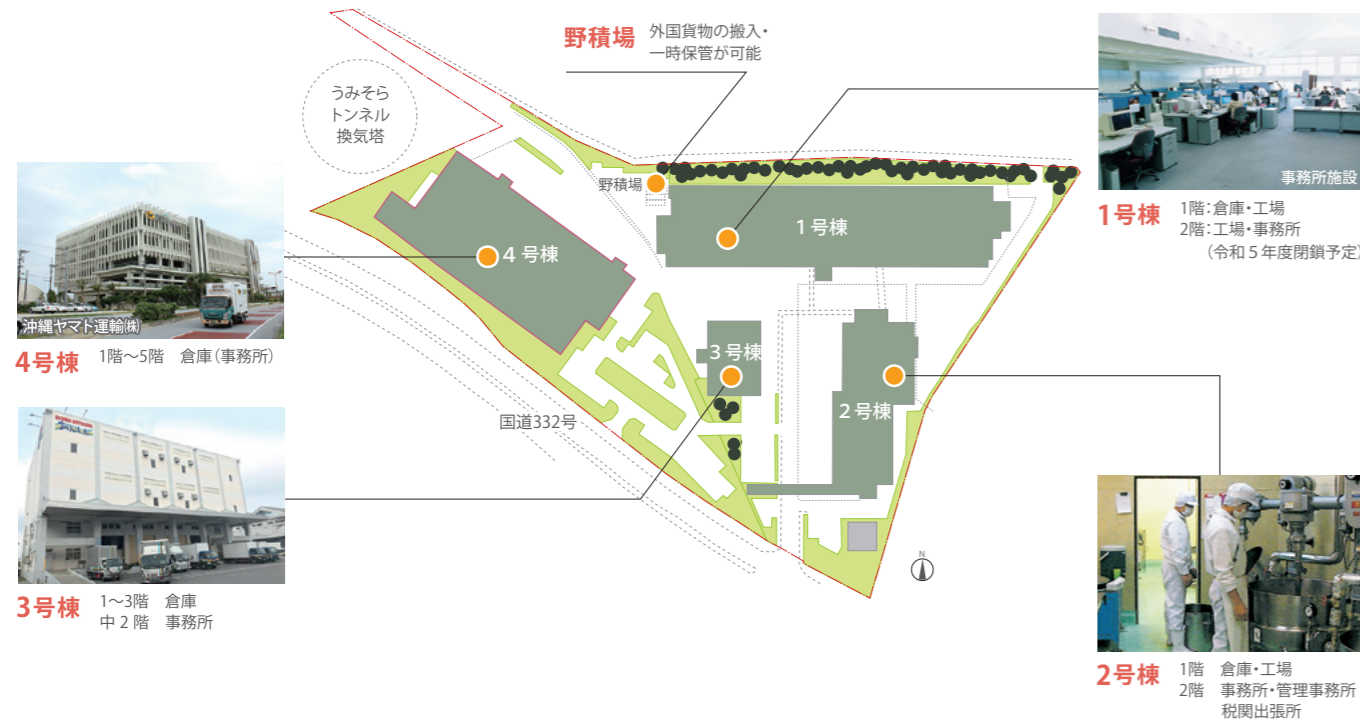 野積場 外国貨物の搬入・
一時保管が可能
うみそら
トンネル
換気塔
野積場
1号棟
4号棟
3号棟
2号棟
国道332号
N
沖縄ヤマト運輸㈱
4号棟 1階〜5階 倉庫(事務所)
3号棟 1〜3階 倉庫
中2階 事務所
事務所施設
1号棟 1階:倉庫・工場
2階:工場・事務所
(令和5年度閉鎖予定)
2号棟 1階 倉庫・工場
2階 事務所・管理事務所
税関出張所